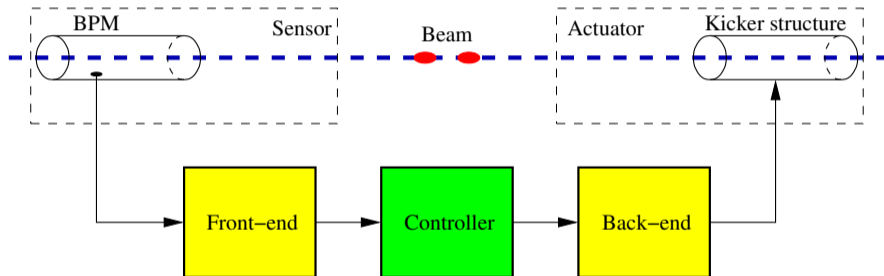 BPM
Sensor
Beam
Actuator
Kicker structure
Front−end
Controller
Back−end